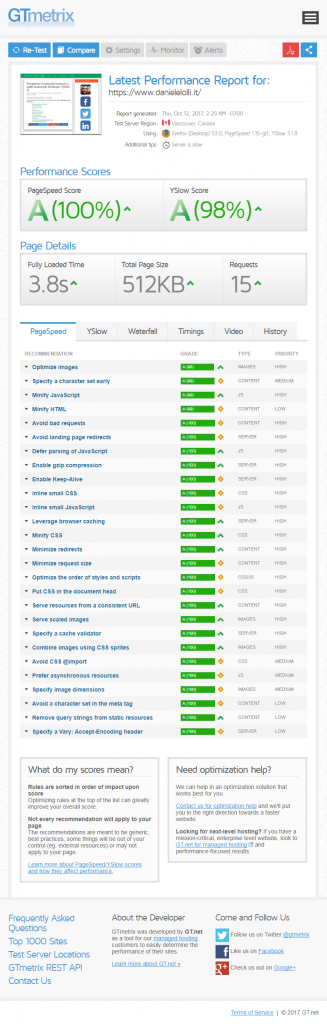 GTmetrix
Re-Test Compare Settings Monitor Alerts
Latest Performance Report for:
https://www.danielelolli.it/
Report generated: Thu, Oct 12, 2017, 2:25 AM -0700
Test Server Region: Vancouver, Canada
Using: Firefox (Desktop) 53.0, PageSpeed 1.15-gt1, YSlow 3.1.8
Additional tips: Server is slow
Performance Scores
PageSpeed Score YSlow Score
A (100%) A (98%)
Page Details
Fully Loaded Time Total Page Size Requests
3.8s 512KB 15
PageSpeed YSlow Waterfall Timings Video History
RECOMMENDATION GRADE TYPE PRIORITY
Optimize images A (99) IMAGES HIGH
Specify a character set early A (99) CONTENT MEDIUM
Minify JavaScript A (99) JS HIGH
Minify HTML A (99) CONTENT LOW
Avoid bad requests A (100) CONTENT HIGH
Avoid landing page redirects A (100) SERVER HIGH
Defer parsing of JavaScript A (100) JS HIGH
Enable gzip compression A (100) SERVER HIGH
Enable Keep-Alive A (100) SERVER HIGH
Inline small CSS A (100) CSS HIGH
Inline small JavaScript A (100) JS HIGH
Leverage browser caching A (100) SERVER HIGH
Minify CSS A (100) CSS HIGH
Minimize redirects A (100) CONTENT HIGH
Minimize request size A (100) CONTENT HIGH
Optimize the order of styles and scripts A (100) CSS/JS HIGH
Put CSS in the document head A (100) CSS HIGH
Serve resources from a consistent URL A (100) CONTENT HIGH
Serve scaled images A (100) IMAGES HIGH
Specify a cache validator A (100) SERVER HIGH
Combine images using CSS sprites A (100) IMAGES HIGH
Avoid CSS @import A (100) CSS MEDIUM
Prefer asynchronous resources A (100) JS MEDIUM
Specify image dimensions A (100) IMAGES MEDIUM
Avoid a character set in the meta tag A (100) CONTENT LOW
Remove query strings from static resources A (100) CONTENT LOW
Specify a Vary: Accept-Encoding header A (100) SERVER LOW
What do my scores mean?
Rules are sorted in order of impact upon
score
Optimizing rules at the top of the list can greatly
improve your overall score.
Not every recommendation will apply to your
page
The recommendations are meant to be generic,
best practices; some things will be out of your
control (eg. external resources) or may not
apply to your page.
Learn more about PageSpeed/YSlow scores
and how they affect performance.
Need optimization help?
We can help in an optimization solution that
works best for you.
Contact us for optimization help and we'll put
you in the right direction towards a faster
website.
Looking for next-level hosting? If you have a
mission-critical, enterprise level website, look to
GT.net for managed hosting and
performance-focused results.
Frequently Asked
Questions
Top 1000 Sites
Test Server Locations
GTmetrix REST API
Contact Us
About the Developer
GTmetrix was developed by GT.net
as a tool for our managed hosting
customers to easily determine the
performance of their sites.
Learn more about GT.net »
Come and Follow Us
Follow us on Twitter @gtmetrix
Like us on Facebook
Check us out on Google+
Terms of Service | © 2017 GT.net